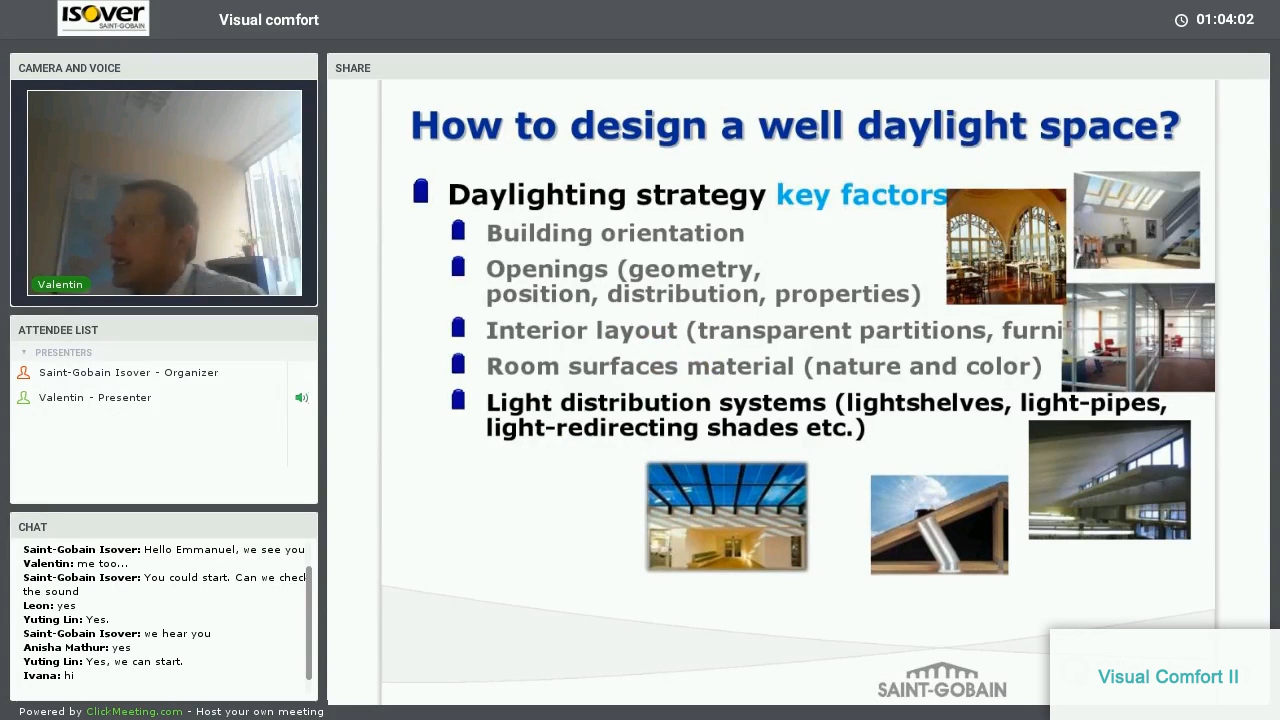 isover
SAINT-GOBAIN
Visual comfort
01:04:02
CAMERA AND VOICE
Valentin
ATTENDEE LIST
PRESENTERS
Saint-Gobain Isover - Organizer
Valentin - Presenter
CHAT
Saint-Gobain Isover: Hello Emmanuel, we see you
Valentin: me too...
Saint-Gobain Isover: You could start. Can we check
the sound
Leon: yes
Yuting Lin: Yes.
Saint-Gobain Isover: we hear you
Anisha Mathur: yes
Yuting Lin: Yes, we can start.
Ivana: hi
Powered by ClickMeeting.com - Host your own meeting
SHARE
How to design a well daylight space?
Daylighting strategy key factors
Building orientation
Openings (geometry,
position, distribution, properties)
Interior layout (transparent partitions, furni
Room surfaces material (nature and color)
Light distribution systems (lightshelves, light-pipes,
light-redirecting shades etc.)
SAINT-GOBAIN
Visual Comfort II